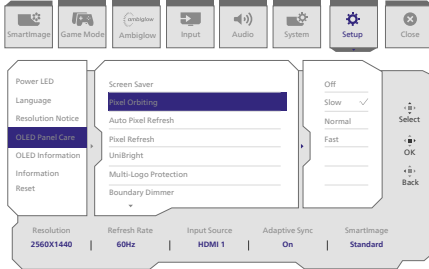 SmartImage
Game Mode
ambiglow
Ambiglow
Input
Audio
System
Setup
Close
Power LED
Language
Resolution Notice
OLED Panel Care
OLED Information
Information
Reset
Screen Saver
Pixel Orbiting
Auto Pixel Refresh
Pixel Refresh
UniBright
Multi-Logo Protection
Boundary Dimmer
Off
Slow
Normal
Fast
Select
OK
Back
Resolution Refresh Rate Input Source Adaptive Sync SmartImage
2560X1440 | 60Hz | HDMI 1 | On | Standard